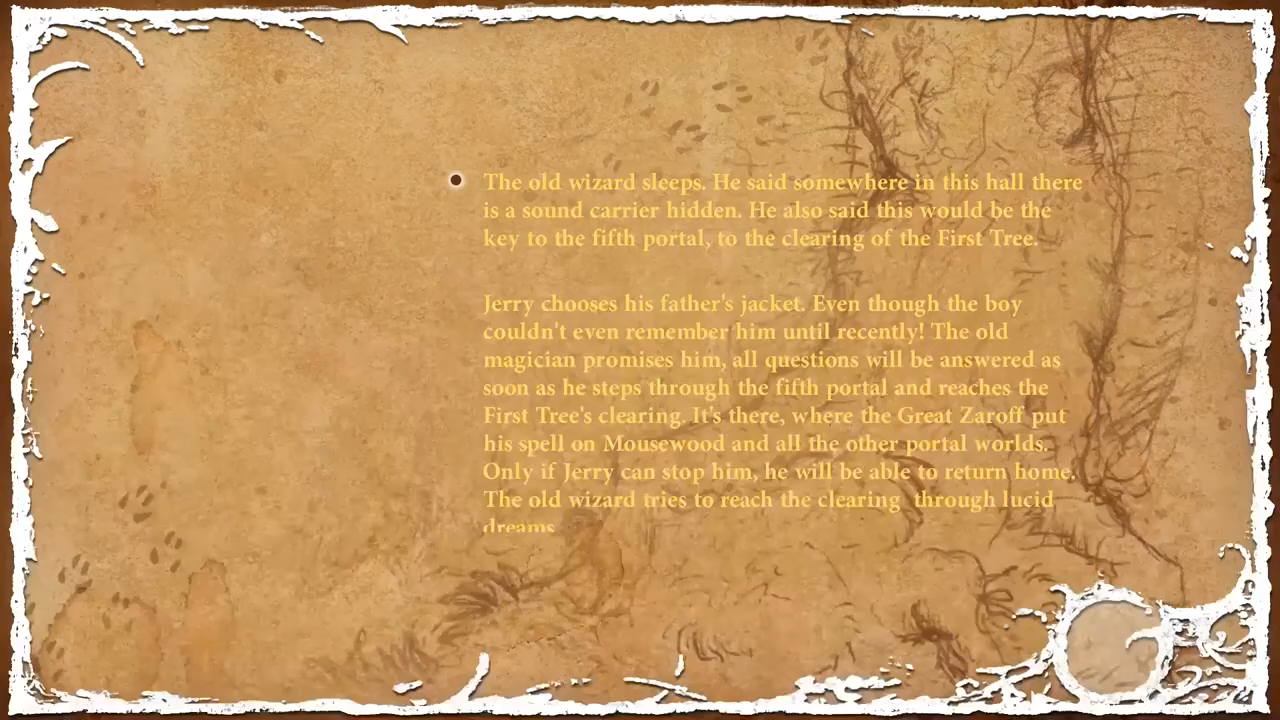 The old wizard sleeps. He said somewhere in this hall there
is a sound carrier hidden. He also said this would be the
key to the fifth portal, to the clearing of the First Tree.
Jerry chooses his father's jacket. Even though the boy
couldn't even remember him until recently! The old
magician promises him, all questions will be answered as
soon as he steps through the fifth portal and reaches the
First Tree's clearing. It's there, where the Great Zaroff put
his spell on Mousewood and all the other portal worlds.
Only if Jerry can stop him, he will be able to return home.
The old wizard tries to reach the clearing through lucid
dreams